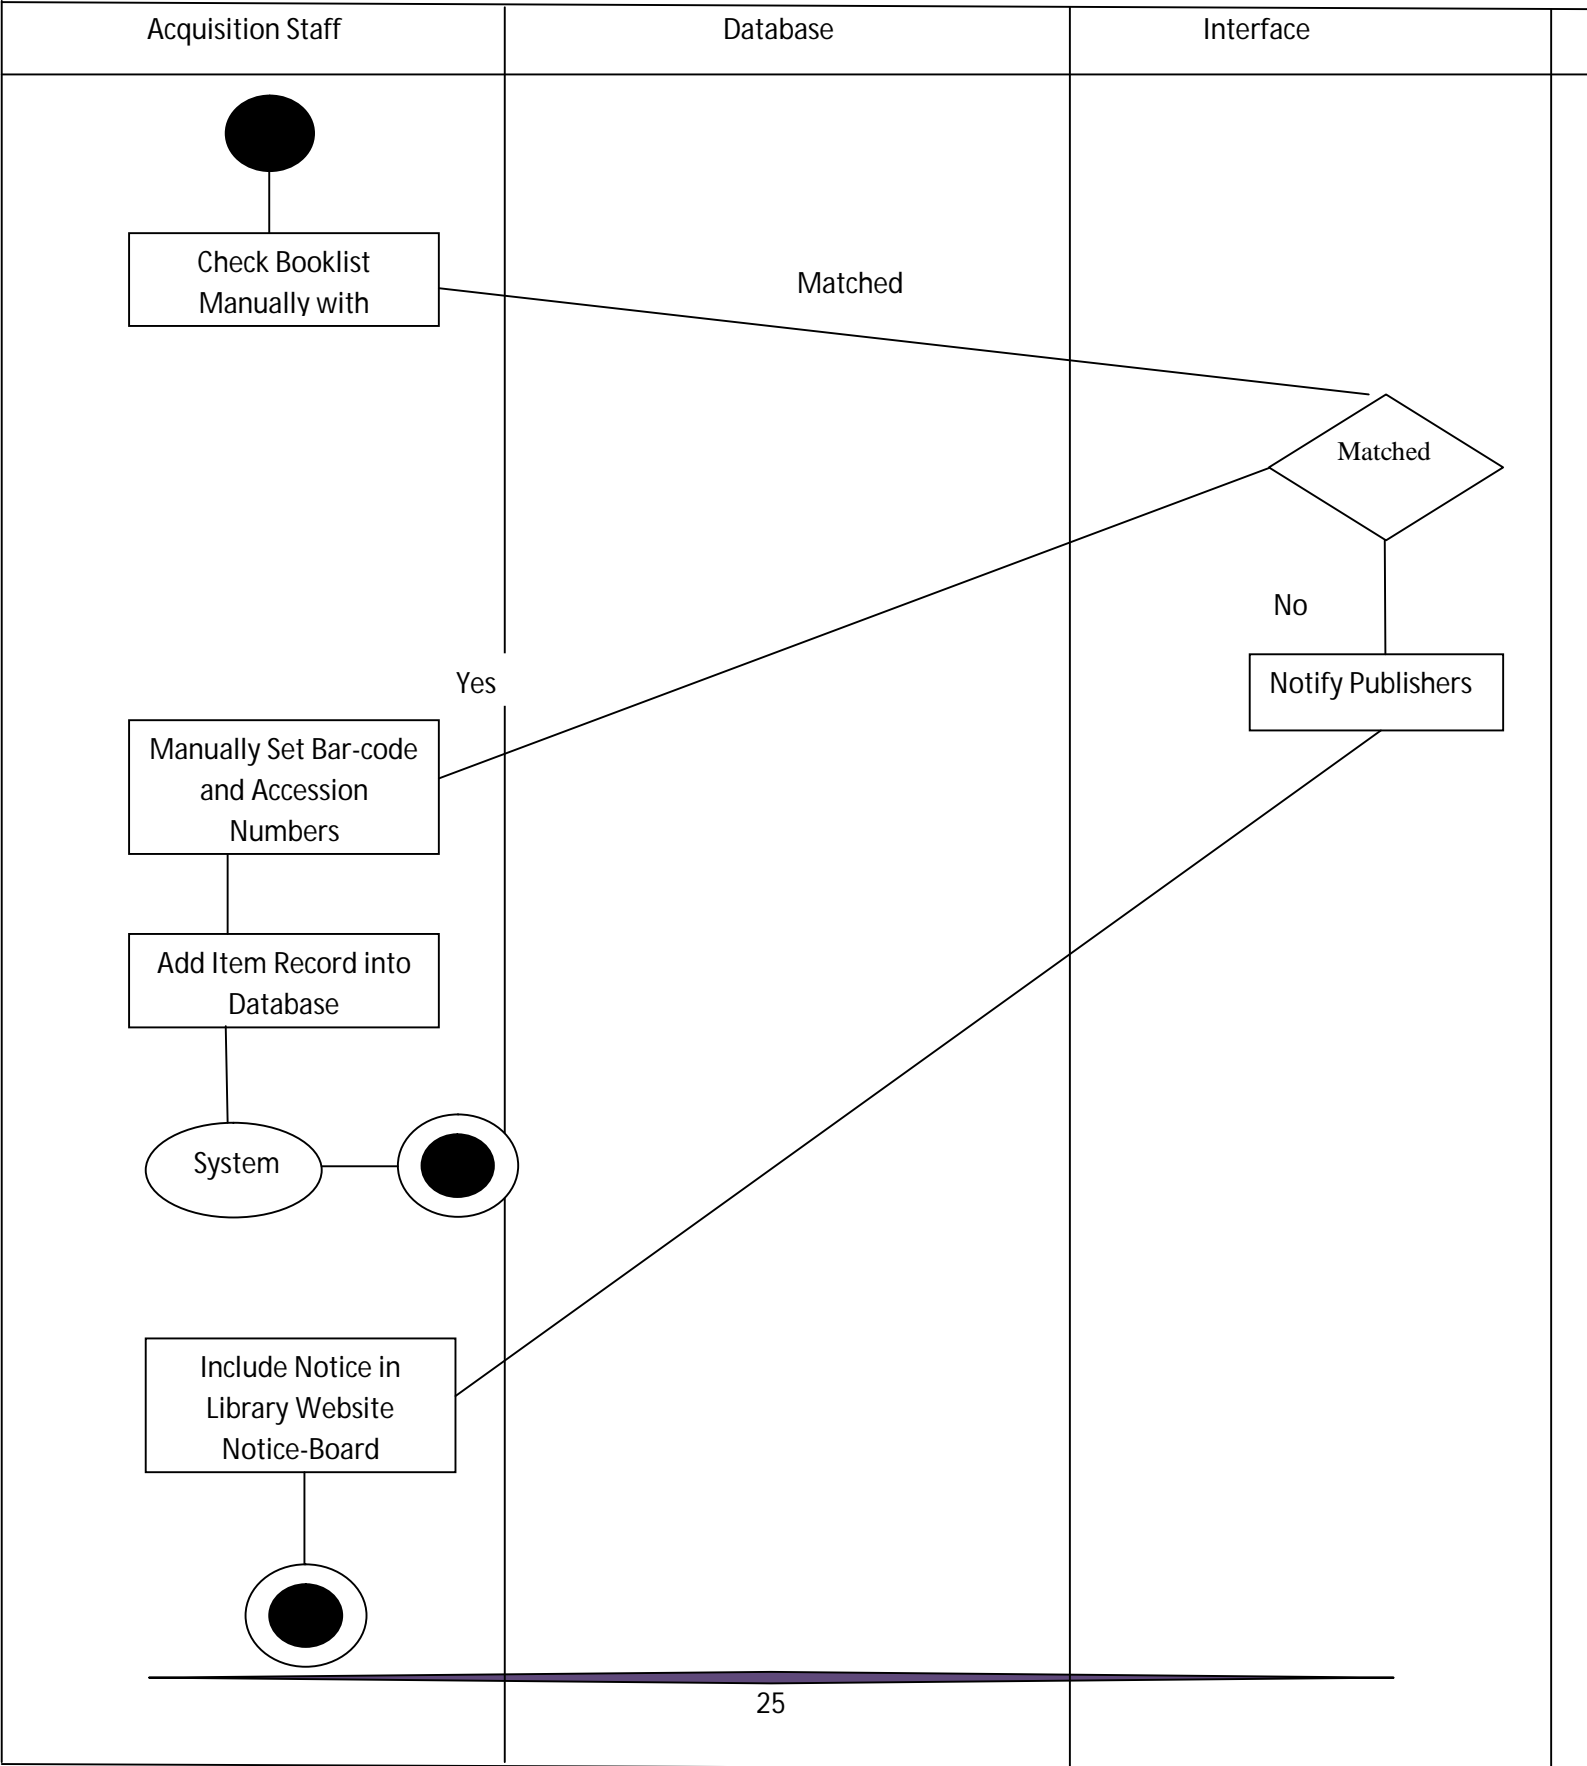 Acquisition Staff
Database
Interface
Check Booklist
Manually with
Matched
Matched
No
Yes
Notify Publishers
Manually Set Bar-code
and Accession
Numbers
Add Item Record into
Database
System
Include Notice in
Library Website
Notice-Board
25